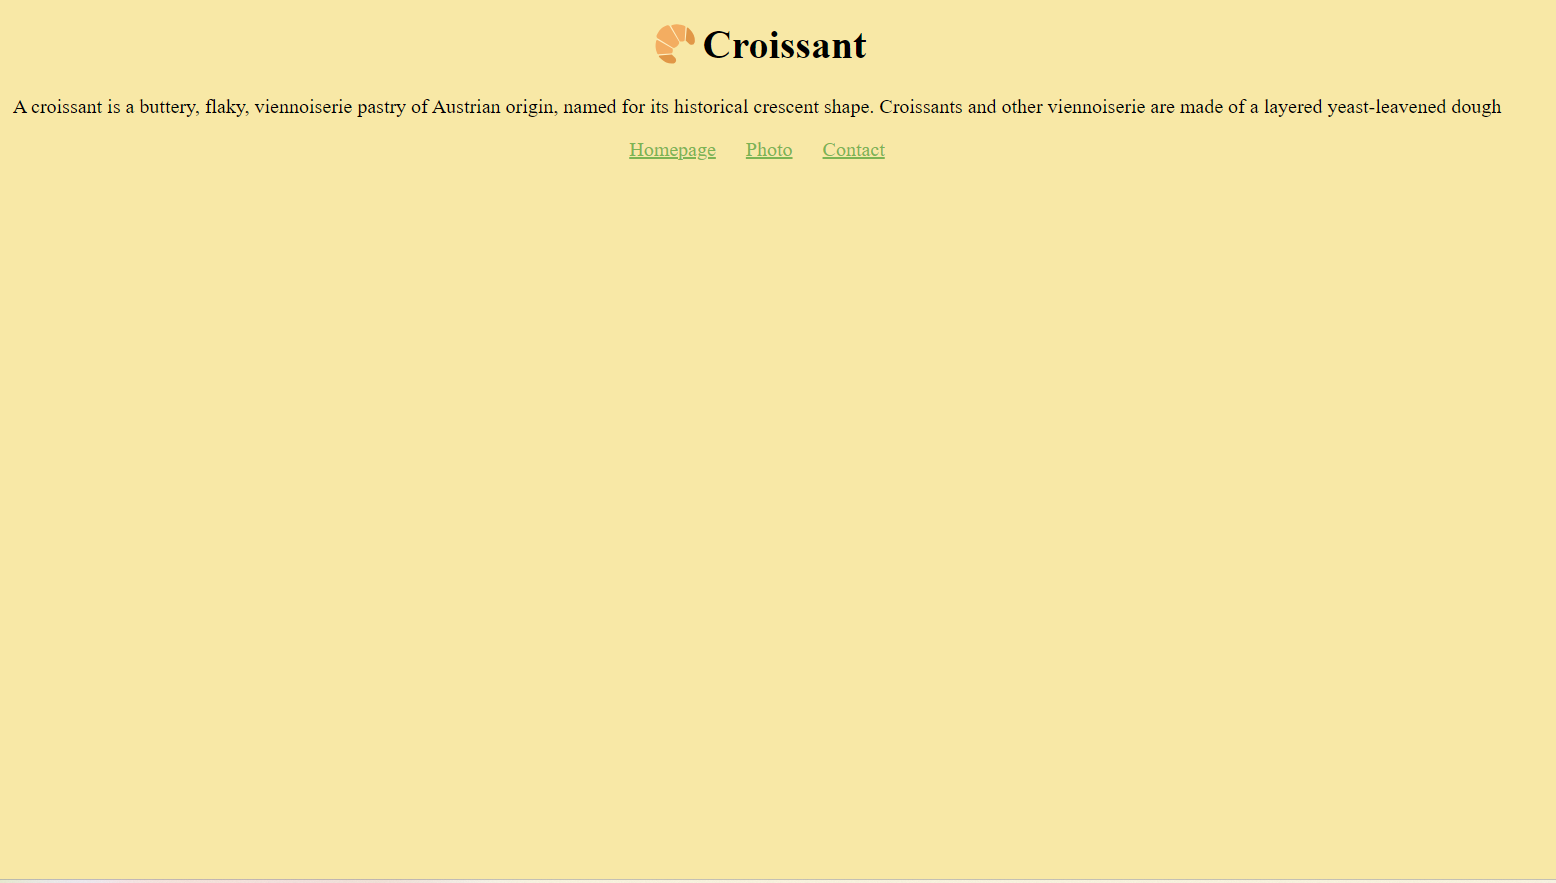 Croissant
A croissant is a buttery, flaky, viennoiserie pastry of Austrian origin, named for its historical crescent shape. Croissants and other viennoiserie are made of a layered yeast-leavened dough
Homepage Photo Contact